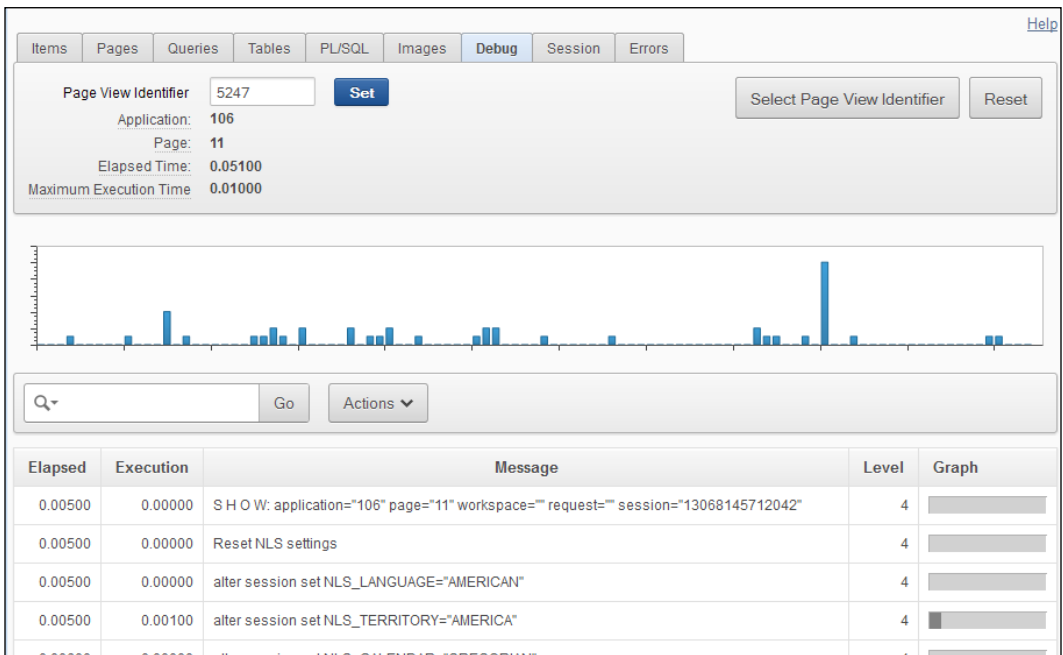 Help
Items Pages Queries Tables PL/SQL Images Debug Session Errors
Page View Identifier 5247 Set Select Page View Identifier Reset
Application: 106
Page: 11
Elapsed Time: 0.05100
Maximum Execution Time 0.01000
Go Actions
Elapsed Execution Message Level Graph
0.00500 0.00000 S H O W: application="106" page="11" workspace="" request="" session="13068145712042" 4
0.00500 0.00000 Reset NLS settings 4
0.00500 0.00000 alter session set NLS_LANGUAGE="AMERICAN" 4
0.00500 0.00100 alter session set NLS_TERRITORY="AMERICA" 4